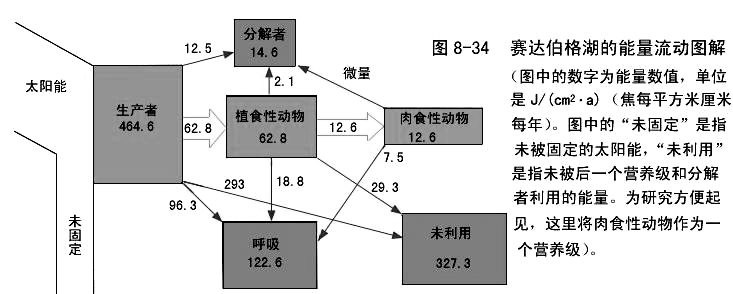 分解者
14.6
12.5
微量
太阳能
2.1
生产者
464.6
62.8
植食性动物
62.8
12.6
肉食性动物
12.6
7.5
293
18.8
29.3
96.3
未固定
呼吸
122.6
未利用
327.3
图 8-34 赛达伯格湖的能量流动图解
(图中的数字为能量数值，单位
是 J/(cm²·a)（焦每平方米厘米
每年）。图中的“未固定”是指
未被固定的太阳能，“未利用”
是指未被后一个营养级和分解
者利用的能量。为研究方便起
见，这里将肉食性动物作为一
个营养级）。